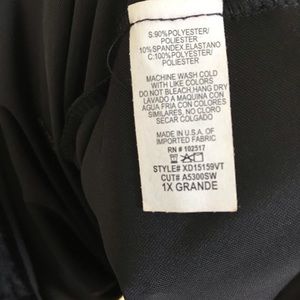 S:90%POLYESTER/
POLIESTER
10%SPANDEX,ELASTANO
C:100%POLYESTER/
POLIESTER
MACHINE WASH COLD
WITH LIKE COLORS
DO NOT BLEACH,HANG DRY
LAVADO A MAQUINA CON
AGUA FRIA CON COLORES
SIMILARES, NO CLORO
SECAR COLGADO.
MADE IN U.S.A. OF
IMPORTED FABRIC
RN # 102517
STYLE# XD15159VT
CUT# A5300SW
1X GRANDE